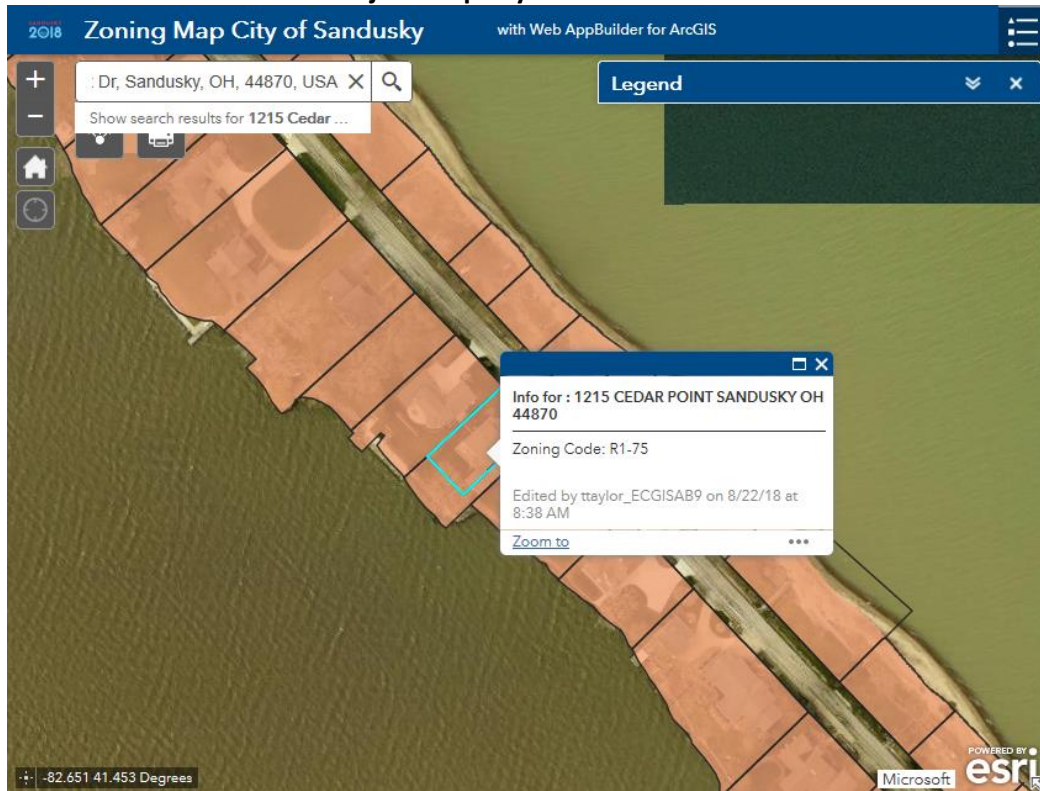 2018 Zoning Map City of Sandusky with Web AppBuilder for ArcGIS
+
: Dr, Sandusky, OH, 44870, USA
Legend
−
Show search results for 1215 Cedar ...
Info for : 1215 CEDAR POINT SANDUSKY OH
44870
Zoning Code: R1-75
Edited by ttaylor_ECGISAB9 on 8/22/18 at
8:38 AM
Zoom to
-82.651 41.453 Degrees
Microsoft
POWERED BY
esri